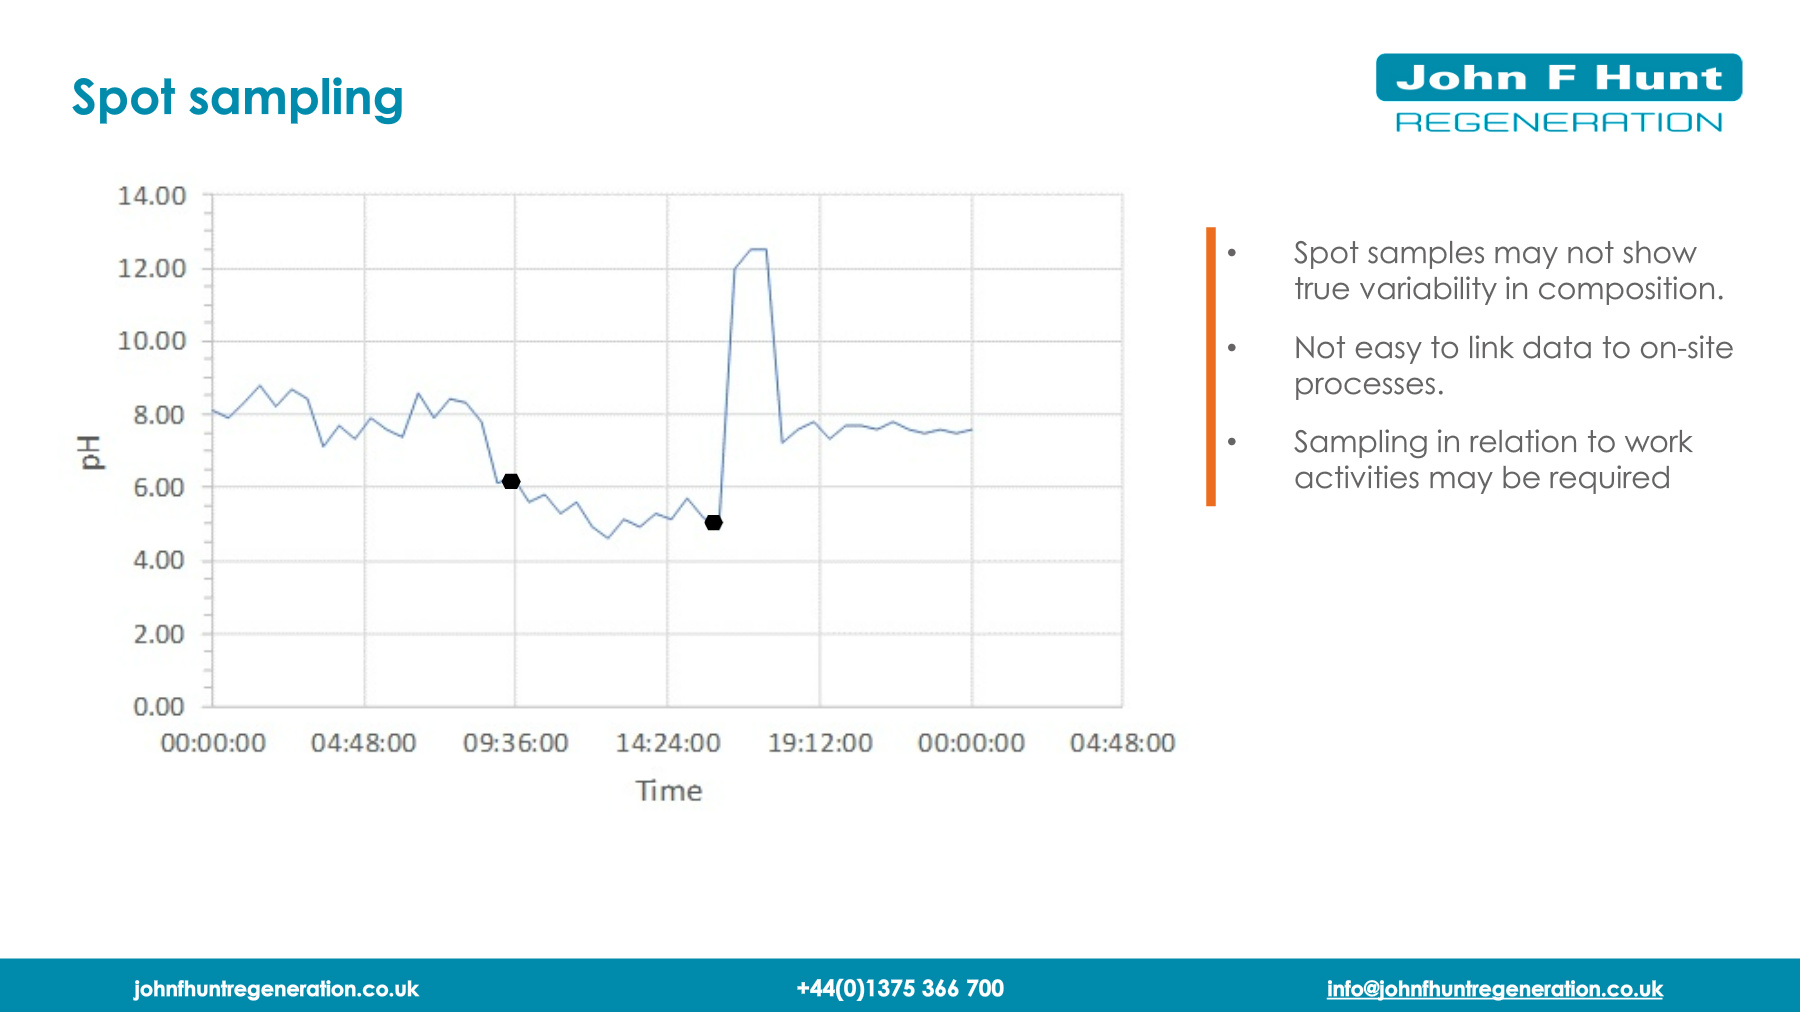 Spot sampling
John F Hunt
REGENERATION
14.00
12.00
10.00
8.00
6.00
4.00
2.00
0.00
pH
00:00:00 04:48:00 09:36:00 14:24:00 19:12:00 00:00:00 04:48:00
Time
• Spot samples may not show
true variability in composition.
• Not easy to link data to on-site
processes.
• Sampling in relation to work
activities may be required
johnfhuntregeneration.co.uk
+44(0)1375 366 700
info@johnfhuntregeneration.co.uk